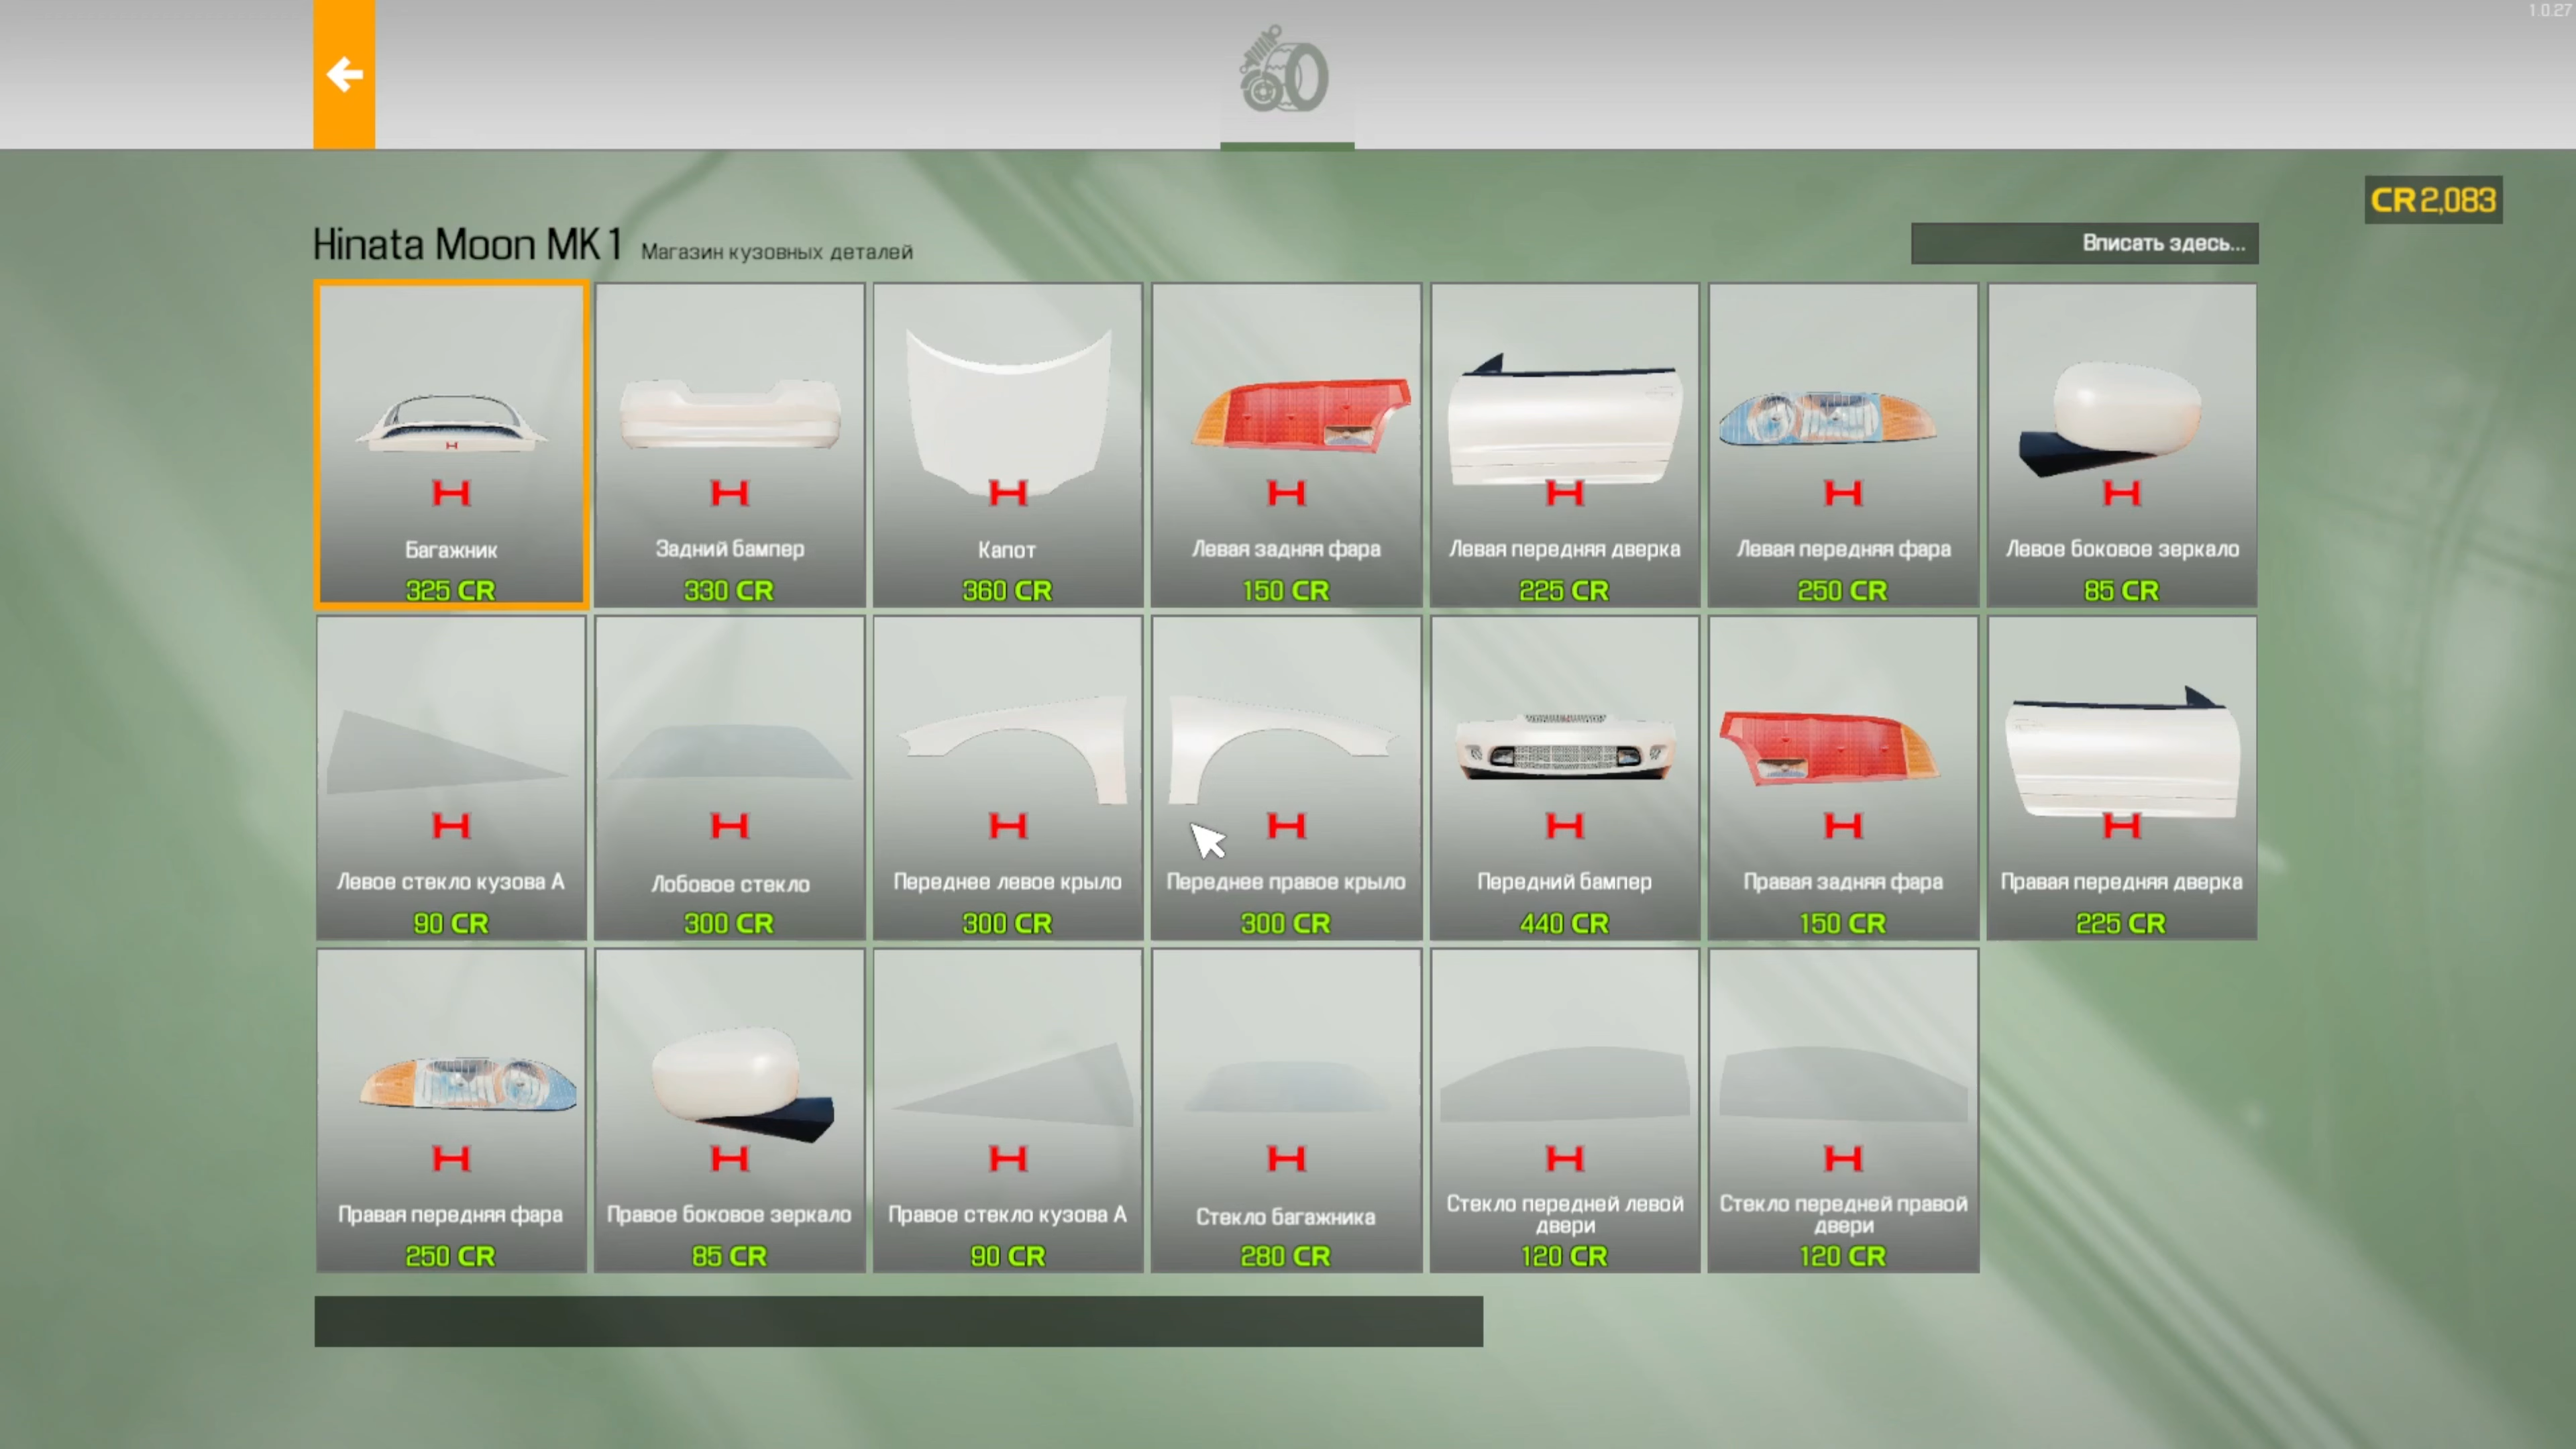 1.0.27
CR 2,083
Hinata Moon MK1 Магазин кузовных деталей
Вписать здесь...
Багажник
325 CR
Задний бампер
330 CR
Капот
360 CR
Левая задняя фара
150 CR
Левая передняя дверка
225 CR
Левая передняя фара
250 CR
Левое боковое зеркало
85 CR
Левое стекло кузова А
90 CR
Лобовое стекло
300 CR
Переднее левое крыло
300 CR
Переднее правое крыло
300 CR
Передний бампер
440 CR
Правая задняя фара
150 CR
Правая передняя дверка
225 CR
Правая передняя фара
250 CR
Правое боковое зеркало
85 CR
Правое стекло кузова А
90 CR
Стекло багажника
280 CR
Стекло передней левой
двери
120 CR
Стекло передней правой
двери
120 CR